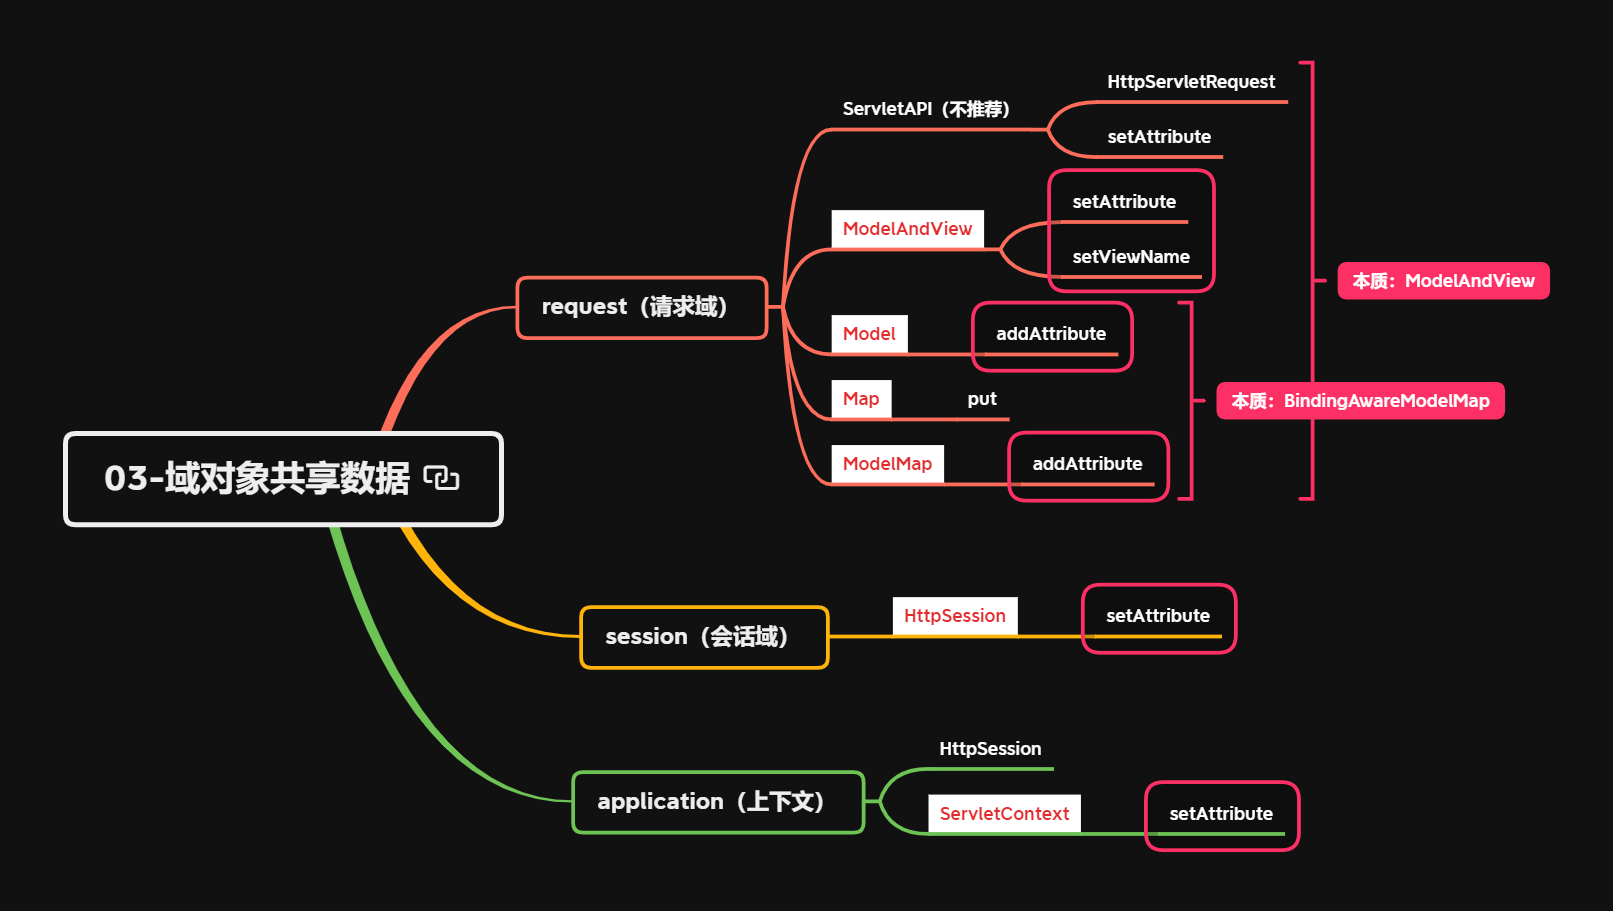 03-域对象共享数据
request（请求域）
ServletAPI（不推荐）
HttpServletRequest
setAttribute
ModelAndView
setAttribute
setViewName
Model
addAttribute
Map
put
ModelMap
addAttribute
本质：ModelAndView
本质：BindingAwareModelMap
session（会话域）
HttpSession
setAttribute
application（上下文）
HttpSession
ServletContext
setAttribute